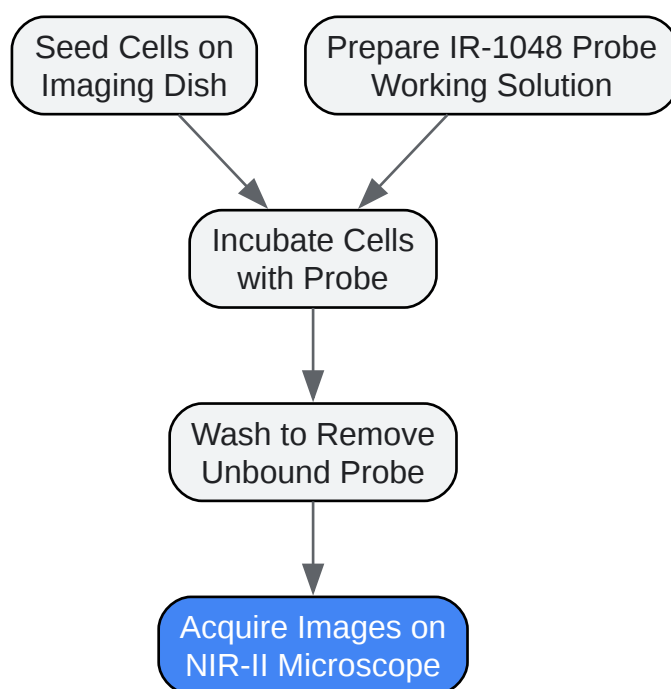 Seed Cells on
Imaging Dish
Prepare IR-1048 Probe
Working Solution
Incubate Cells
with Probe
Wash to Remove
Unbound Probe
Acquire Images on
NIR-II Microscope